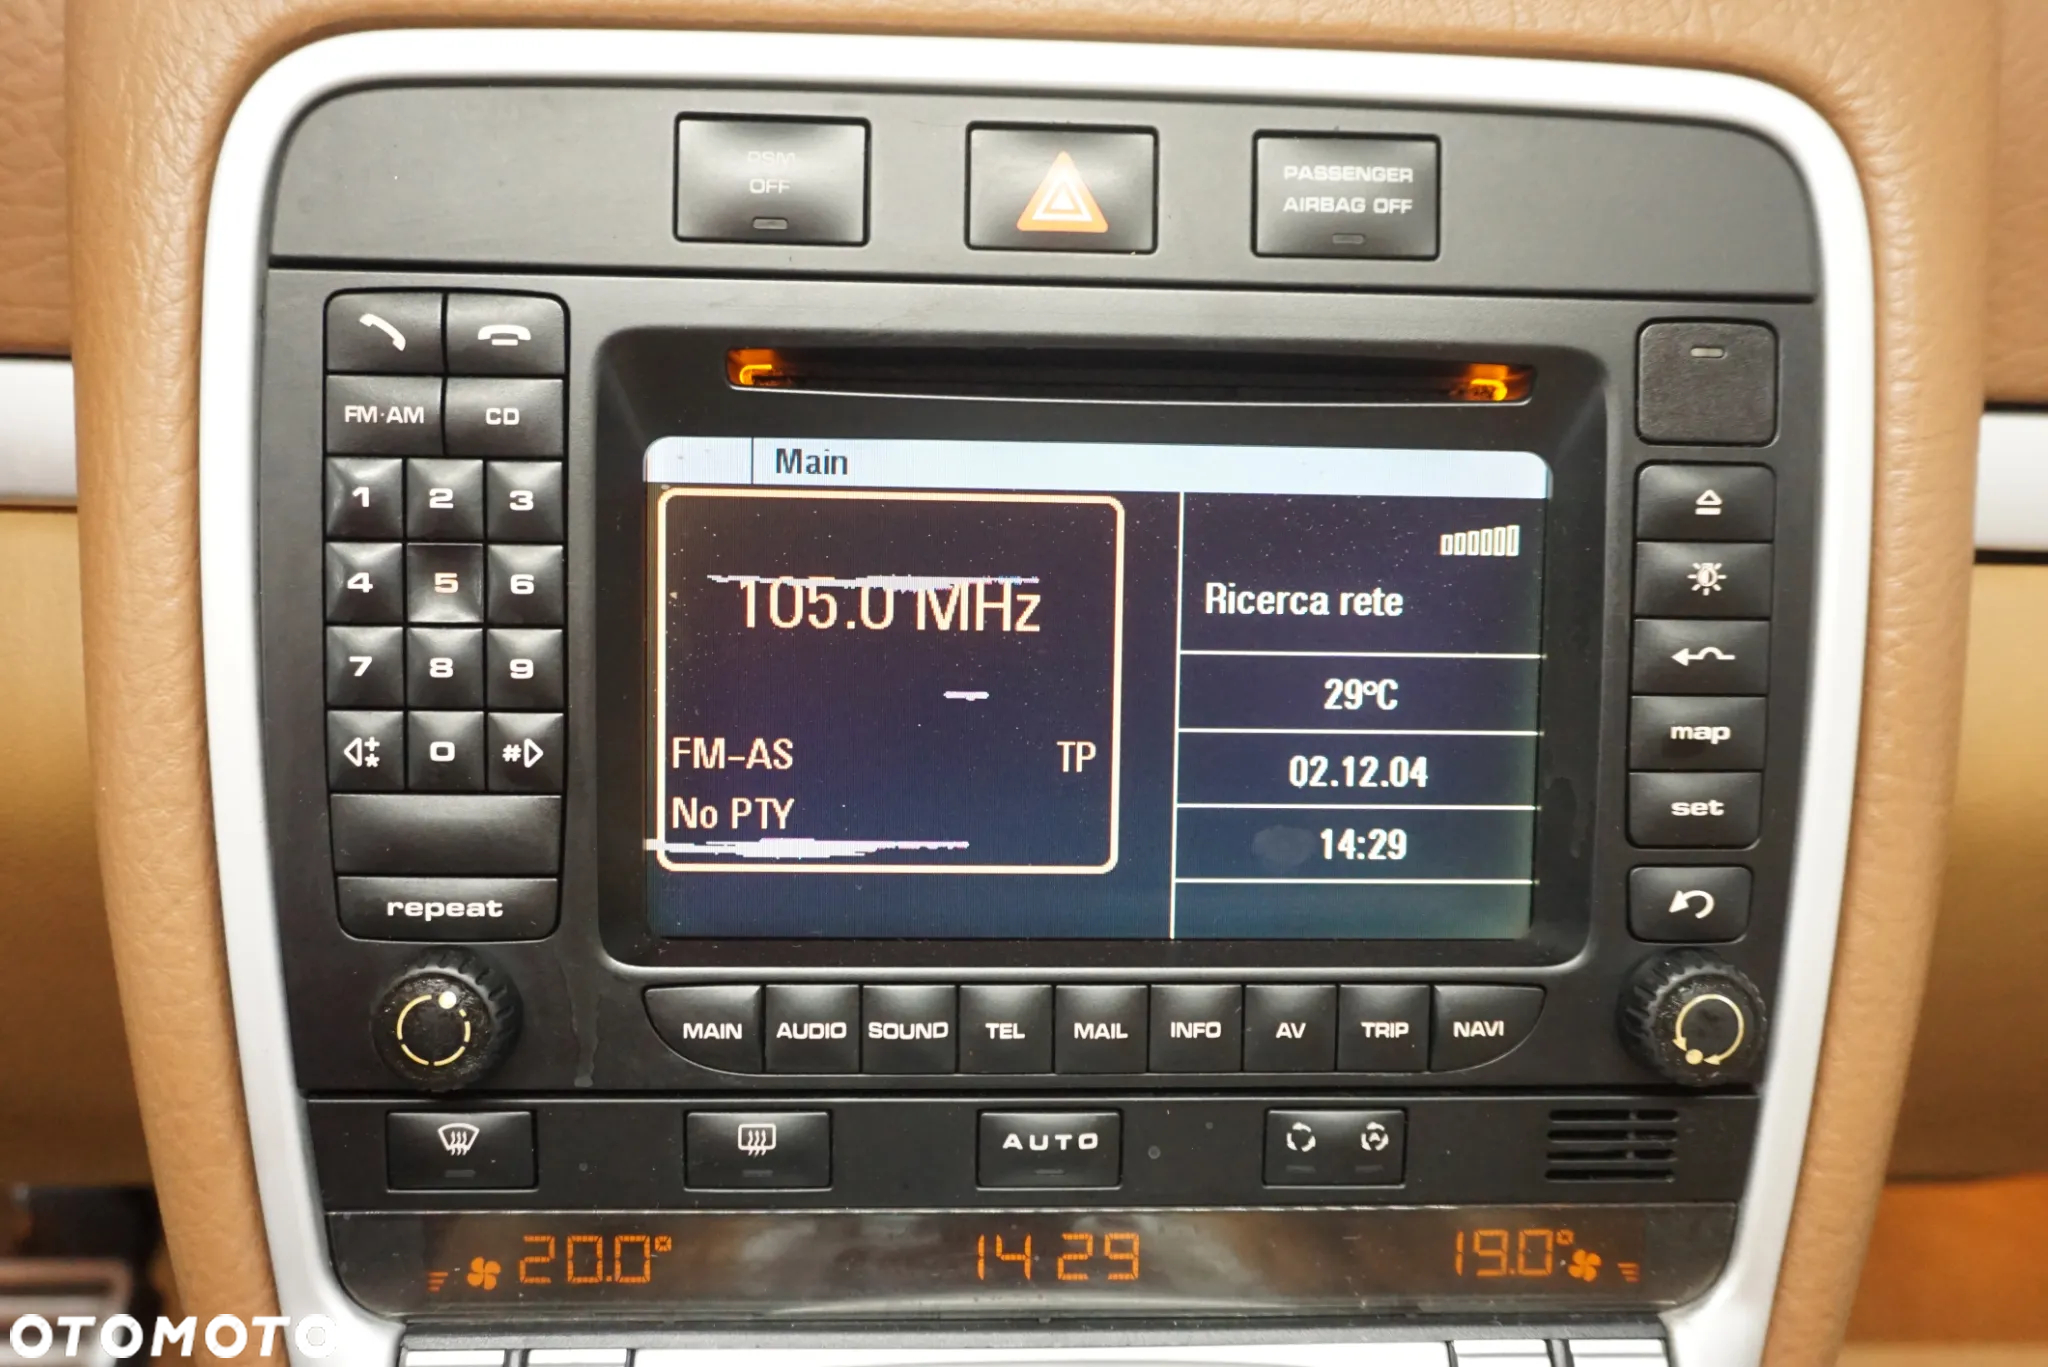 PSM
OFF
PASSENGER
AIRBAG OFF
FM·AM
CD
1 2 3
4 5 6
7 8 9
+
* 0 #
repeat
Main
105.0 MHz
FM-AS
TP
No PTY
Ricerca rete
29°C
02.12.04
14:29
map
set
MAIN AUDIO SOUND TEL MAIL INFO AV TRIP NAVI
AUTO
A
20.0° 14 29 19.0°
OTOMOTO